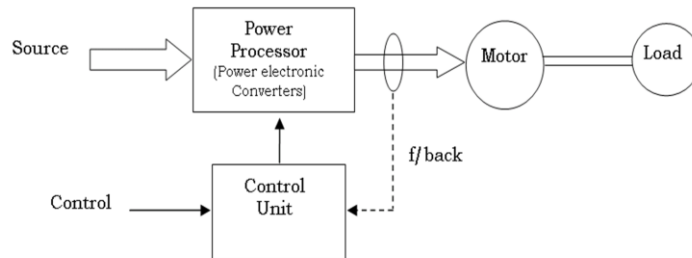 Source
Power
Processor
(Power electronic
Converters)
Motor
Load
f/back
Control
Control
Unit